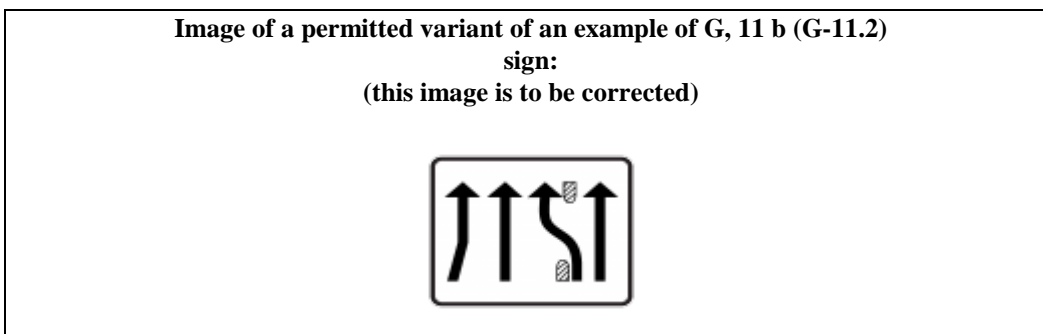 Image of a permitted variant of an example of G, 11 b (G-11.2)
sign:
(this image is to be corrected)